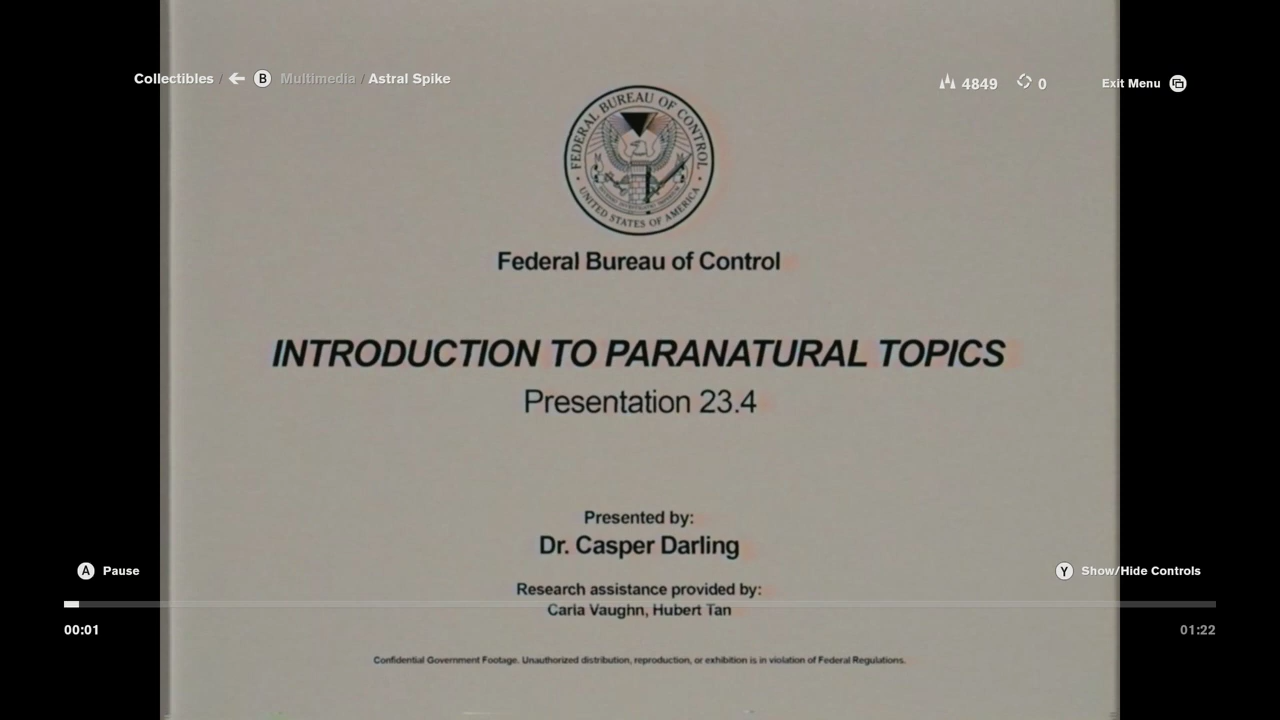 Collectibles / B Multimedia / Astral Spike
4849 0 Exit Menu
FEDERAL BUREAU OF CONTROL
UNITED STATES OF AMERICA
Federal Bureau of Control
INTRODUCTION TO PARANATURAL TOPICS
Presentation 23.4
Presented by:
Dr. Casper Darling
A Pause
Y Show/Hide Controls
Research assistance provided by:
Carla Vaughn, Hubert Tan
00:01
01:22
Confidential Government Footage. Unauthorized distribution, reproduction, or exhibition is in violation of Federal Regulations.